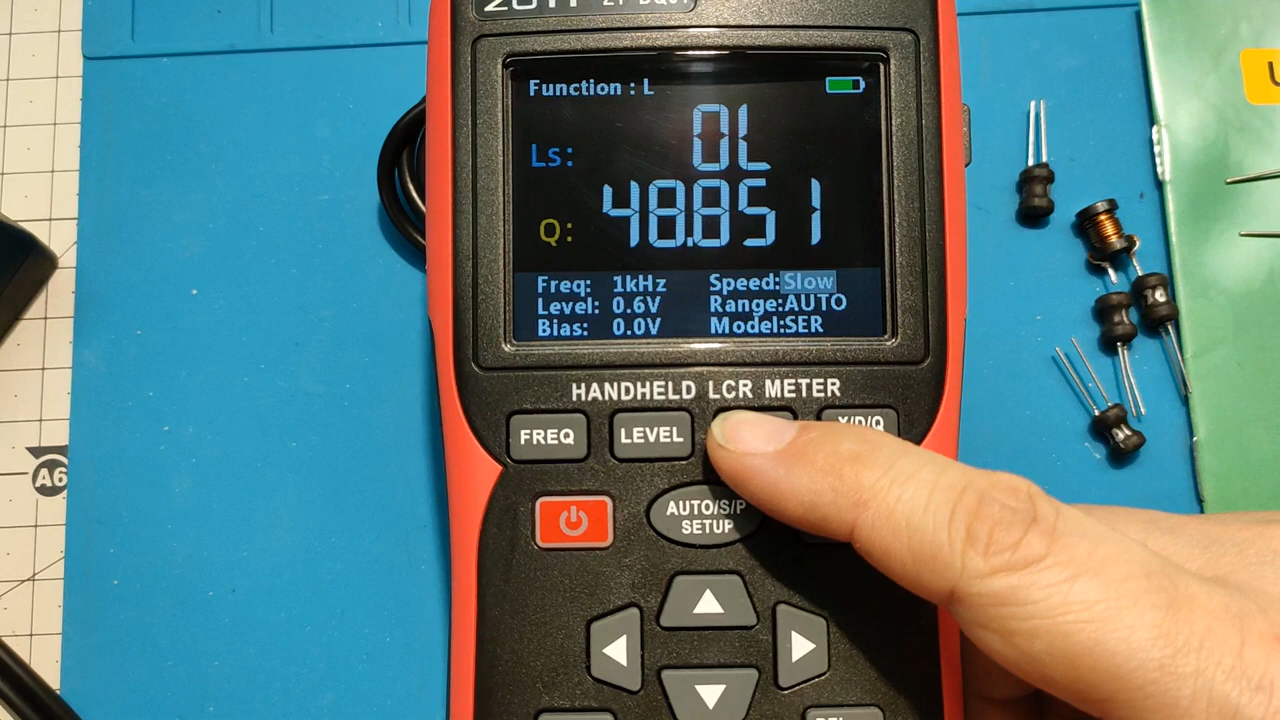 Function : L
Ls: 0L
Q: 48.851
Freq: 1kHz Speed:Slow
Level: 0.6V Range:AUTO
Bias: 0.0V Model:SER
HANDHELD LCR METER
FREQ LEVEL X/D/Q
AUTO/S/P
SETUP
A6